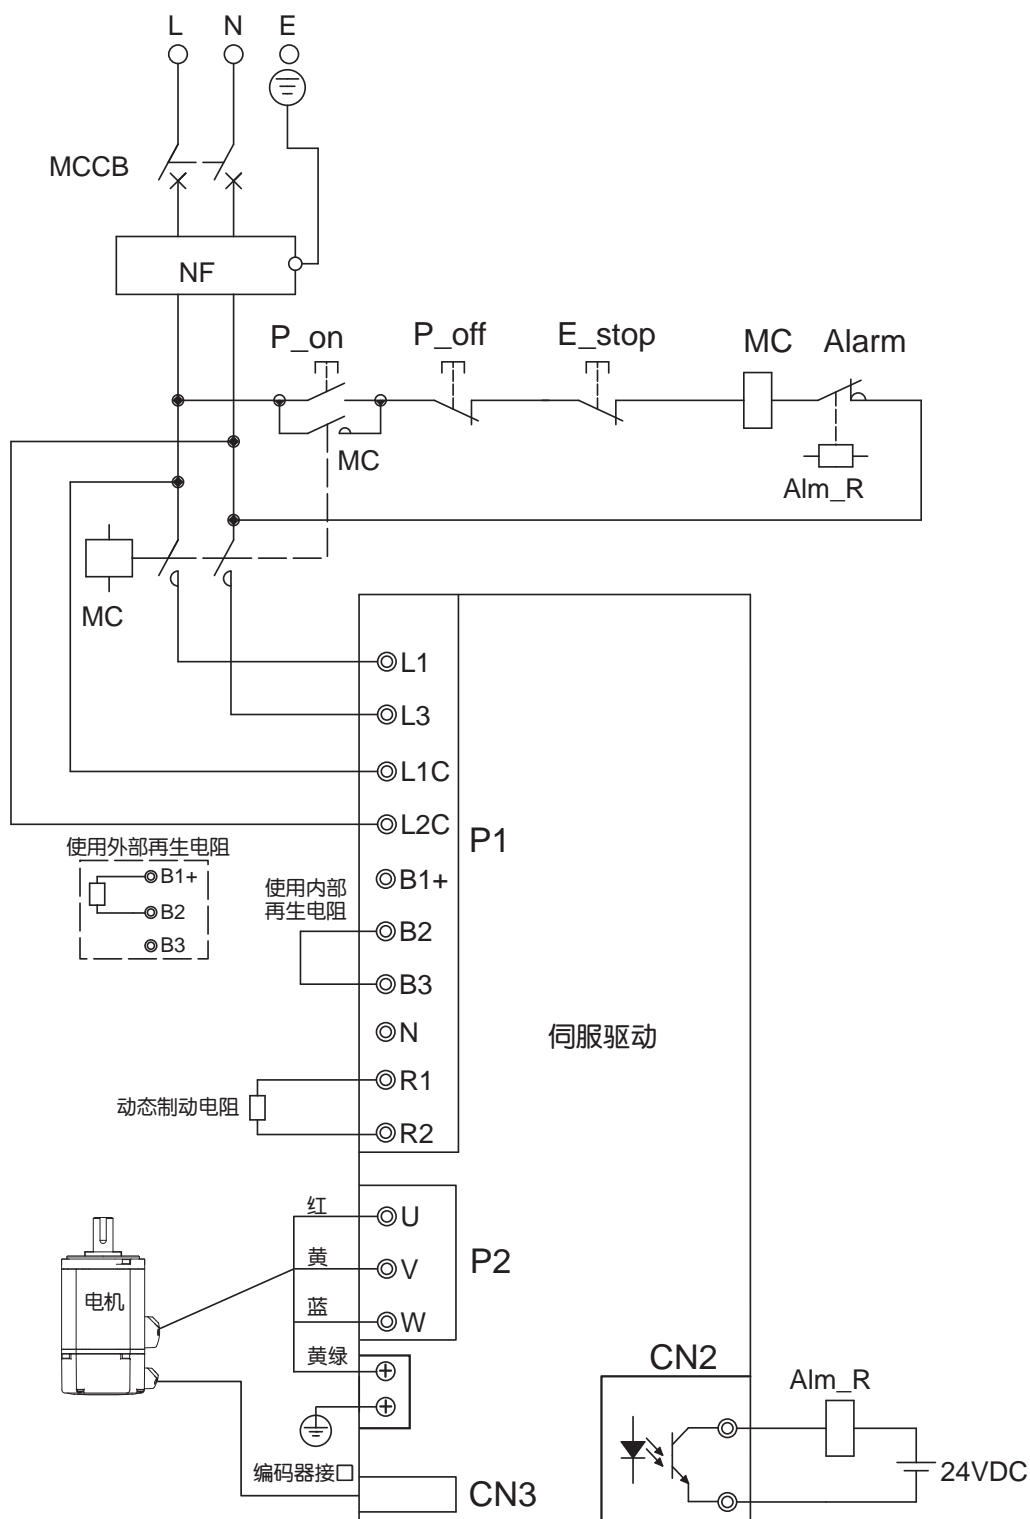 L N E
MCCB
NF
P_on P_off E_stop MC Alarm
MC
Alm_R
MC
L1
L3
L1C
L2C
P1
使用外部再生电阻
B1+
B2
B3
使用内部
再生电阻
B1+
B2
B3
N
伺服驱动
R1
动态制动电阻
R2
红
U
黄
V
P2
电机
蓝
W
黄绿
CN2
Alm_R
编码器接口
CN3
24VDC